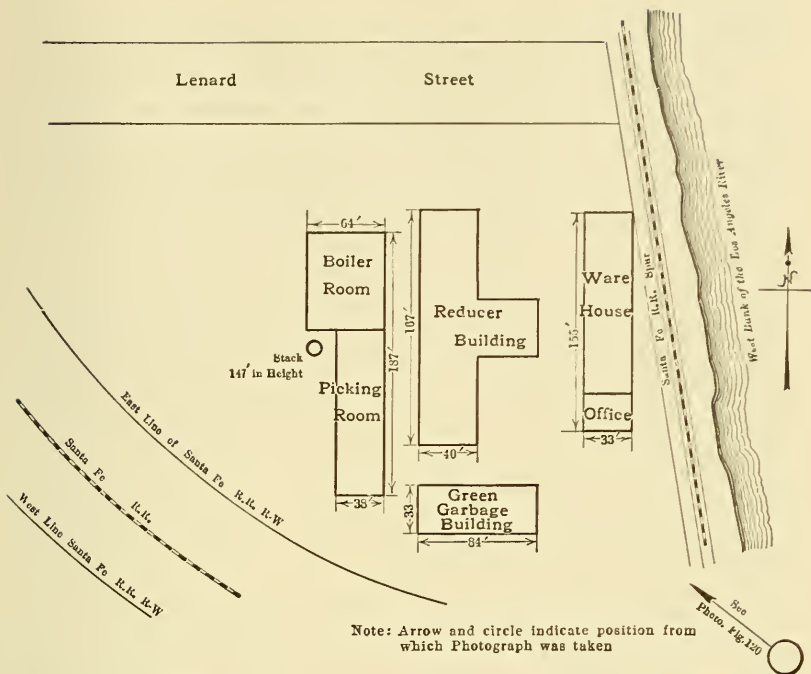 Lenard Street
64'
Boiler
Room
Reducer
Building
167'
187'
Ware
House
155'
Santa Fe R.R. Spur
West Bank of the Los Angeles River
Stack
147' in Height
Picking
Room
Office
33'
40'
38'
East Line of Santa Fe R.R. R-W
Santa Fe R.R.
West Line Santa Fe R.R. R-W
Green
Garbage
Building
33
84'
See
Photo. Fig. 120
Note: Arrow and circle indicate position from
which Photograph was taken